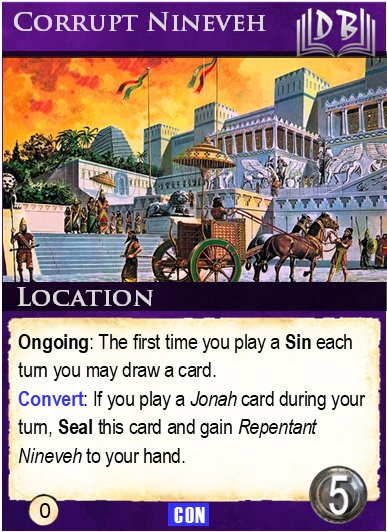 Corrupt Nineveh
DB
Location
Ongoing: The first time you play a Sin each
turn you may draw a card.
Convert: If you play a Jonah card during your
turn, Seal this card and gain Repentant
Nineveh to your hand.
0
CON
5